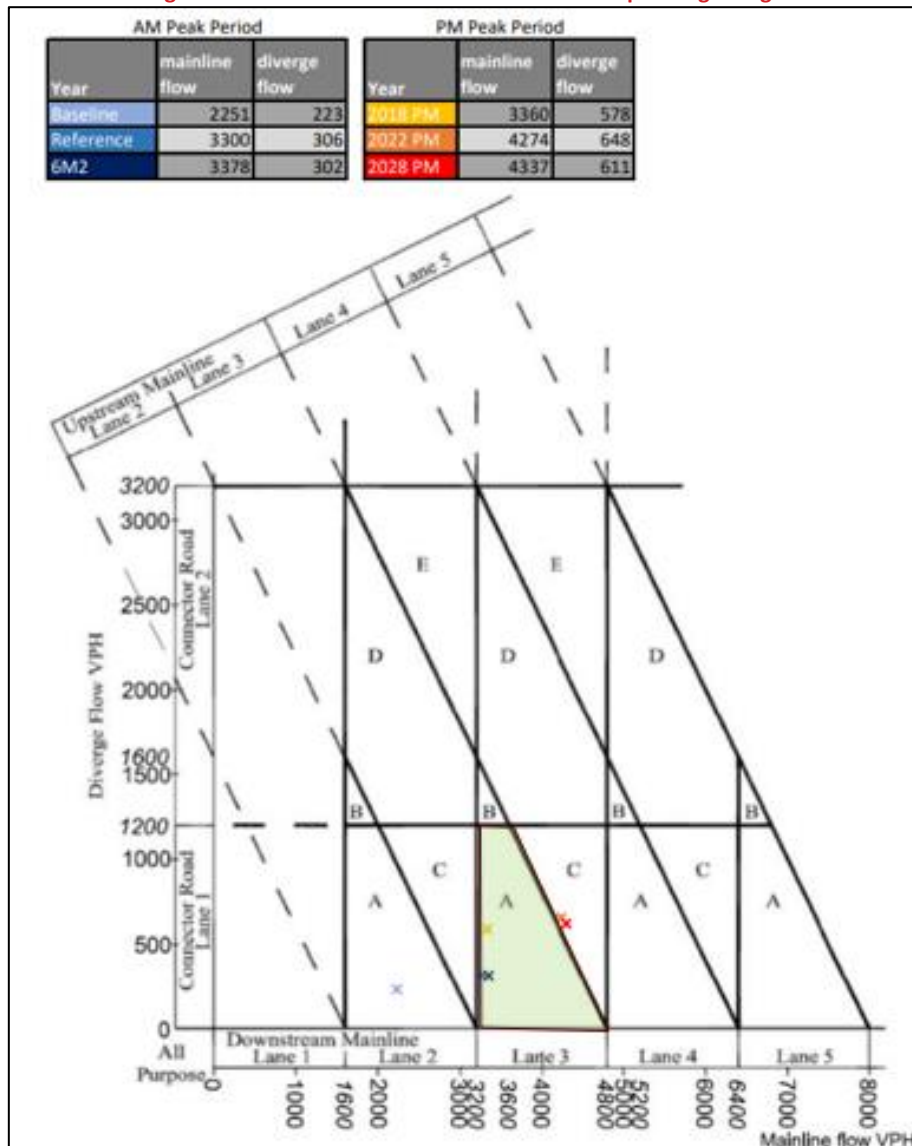 AM Peak Period
PM Peak Period
Year mainline flow diverge flow
Baseline 2251 223
Reference 3300 306
6M2 3378 302
Year mainline flow diverge flow
2018 PM 3360 578
2022 PM 4274 648
2028 PM 4337 611
Upstream Mainline
Lane 2 Lane 3 Lane 4 Lane 5
Diverge Flow VPH
Connector Road
Lane 2
Connector Road
Lane 1
3200
3000
E E
2500
D D D
2000
1600
1500
B B B B
1200
1000
C C C
A A A A
500
0
All Purpose
Downstream Mainline
Lane 1 Lane 2 Lane 3 Lane 4 Lane 5
0 1000 1600 2000 3000 3200 3600 4000 4800 5000 5200 6000 6400 7000 8000
Mainline flow VPH